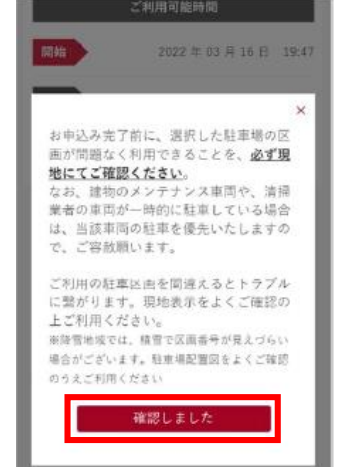 ご利用可能時間
開始
2022 年 03 月 16 日 19:47
×
お申込み完了前に、選択した駐車場の区
画が問題なく利用できることを、必ず現
地にてご確認ください。
なお、建物のメンテナンス車両や、清掃
業者の車両が一時的に駐車している場合
は、当該車両の駐車を優先いたしますの
で、ご容赦願います。
ご利用の駐車区画を間違えるとトラブル
に繋がります。現地表示をよくご確認の
上ご利用ください。
※降雪地域では、積雪で区画番号が見えづらい
場合がございます。駐車場配置図をよくご確認
のうえご利用ください
確認しました